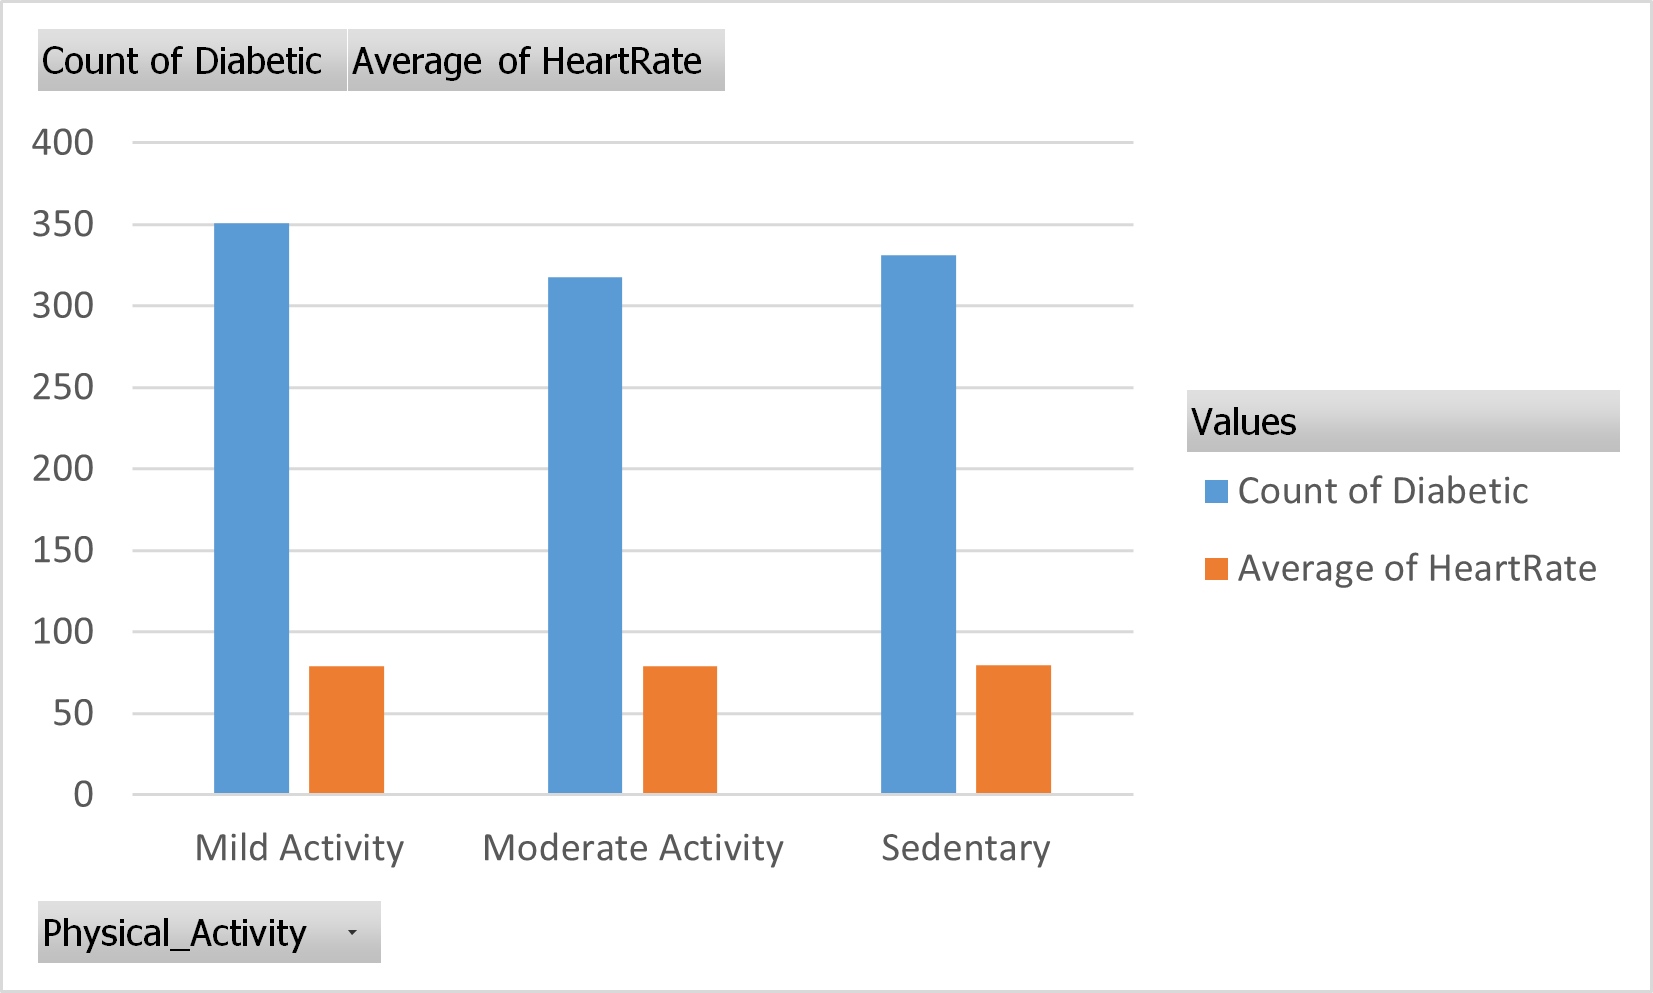 Count of Diabetic Average of HeartRate
400
350
300
250
200
150
100
50
0
Mild Activity Moderate Activity Sedentary
Values
Count of Diabetic
Average of HeartRate
Physical_Activity